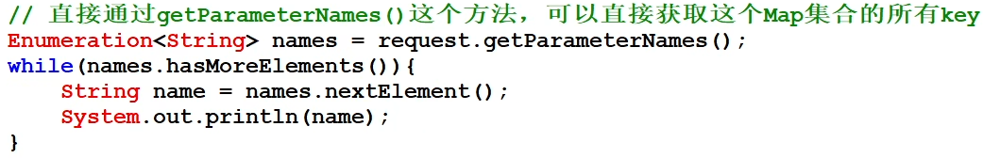 // 直接通过getParameterNames()这个方法，可以直接获取这个Map集合的所有key
Enumeration<String> names = request.getParameterNames();
while(names.hasMoreElements()){
    String name = names.nextElement();
    System.out.println(name);
}